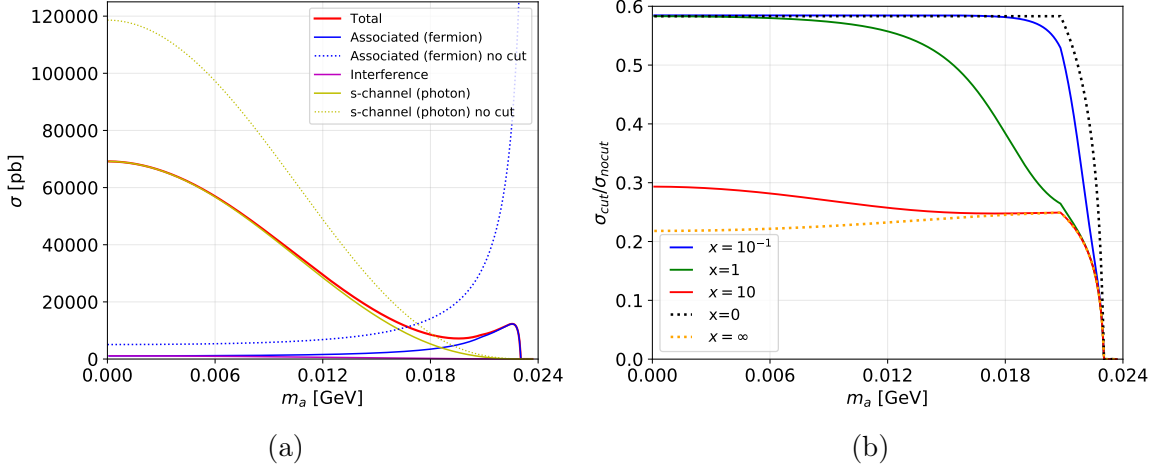 140000
120000
100000
80000
60000
40000
20000
0
σ [pb]
0.000
0.006
0.012
0.018
0.024
m_a [GeV]
Total
Associated (fermion)
Associated (fermion) no cut
Interference
s-channel (photon)
s-channel (photon) no cut
(a)
0.6
0.5
0.4
0.3
0.2
0.1
0.0
σ_cut/σ_nocut
0.000
0.006
0.012
0.018
0.024
m_a [GeV]
x = 10⁻¹
x=1
x = 10
x=0
x = ∞
(b)